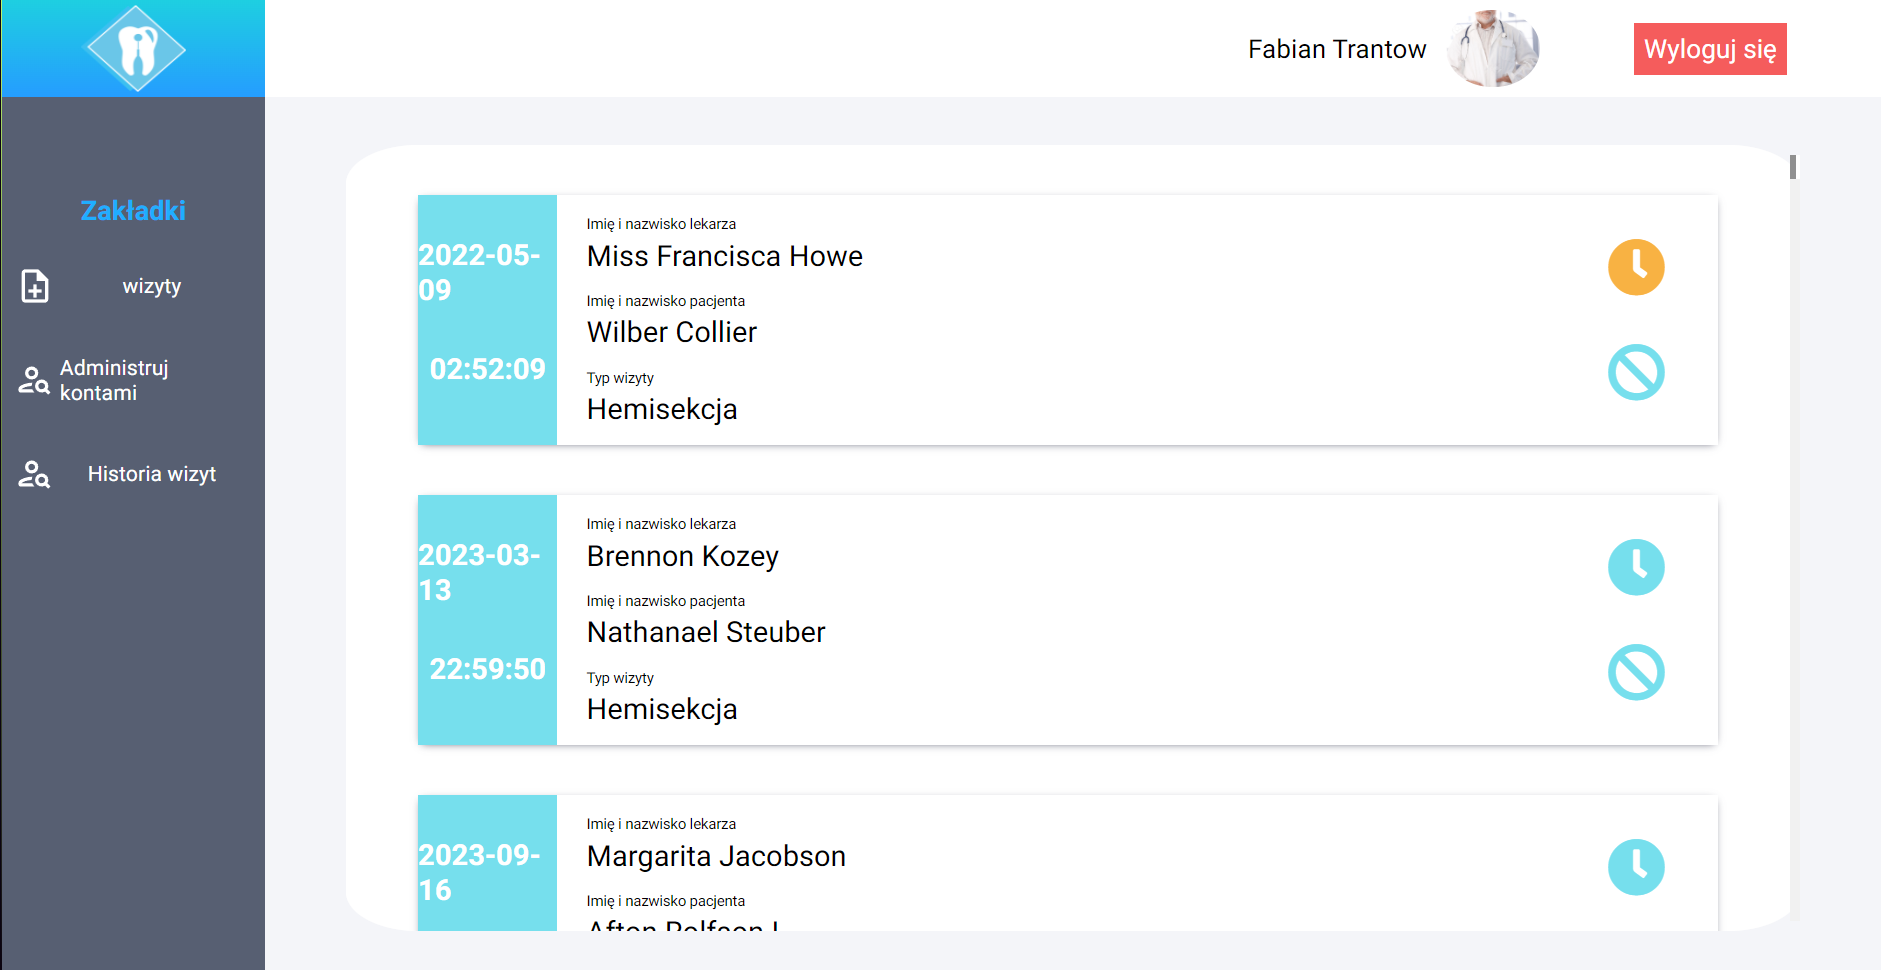 Fabian Trantow
Wyloguj się
Zakładki
wizyty
Administruj
kontami
Historia wizyt
2022-05-
09
02:52:09
Imię i nazwisko lekarza
Miss Francisca Howe
Imię i nazwisko pacjenta
Wilber Collier
Typ wizyty
Hemisekcja
2023-03-
13
22:59:50
Imię i nazwisko lekarza
Brennon Kozey
Imię i nazwisko pacjenta
Nathanael Steuber
Typ wizyty
Hemisekcja
2023-09-
16
Imię i nazwisko lekarza
Margarita Jacobson
Imię i nazwisko pacjenta